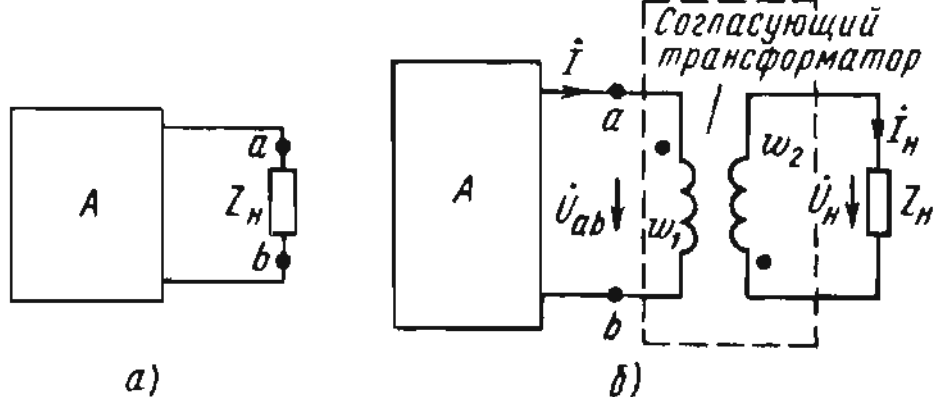 A
a
Z_н
b
а)
A
İ
a
U̇_ab
b
Согласующий
трансформатор
w_1
w_2
U̇_н
İ_н
Z_н
б)